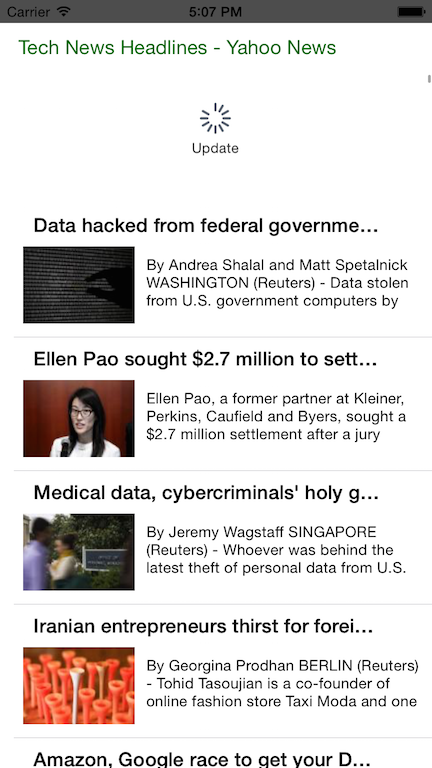 Carrier 5:07 PM
Tech News Headlines - Yahoo News
Update
Data hacked from federal governme...
By Andrea Shalal and Matt Spetalnick
WASHINGTON (Reuters) - Data stolen
from U.S. government computers by
Ellen Pao sought $2.7 million to sett...
Ellen Pao, a former partner at Kleiner,
Perkins, Caufield and Byers, sought a
$2.7 million settlement after a jury
Medical data, cybercriminals' holy g...
By Jeremy Wagstaff SINGAPORE
(Reuters) - Whoever was behind the
latest theft of personal data from U.S.
Iranian entrepreneurs thirst for forei...
By Georgina Prodhan BERLIN (Reuters)
- Tohid Tasoujian is a co-founder of
online fashion store Taxi Moda and one
Amazon, Google race to get your D...